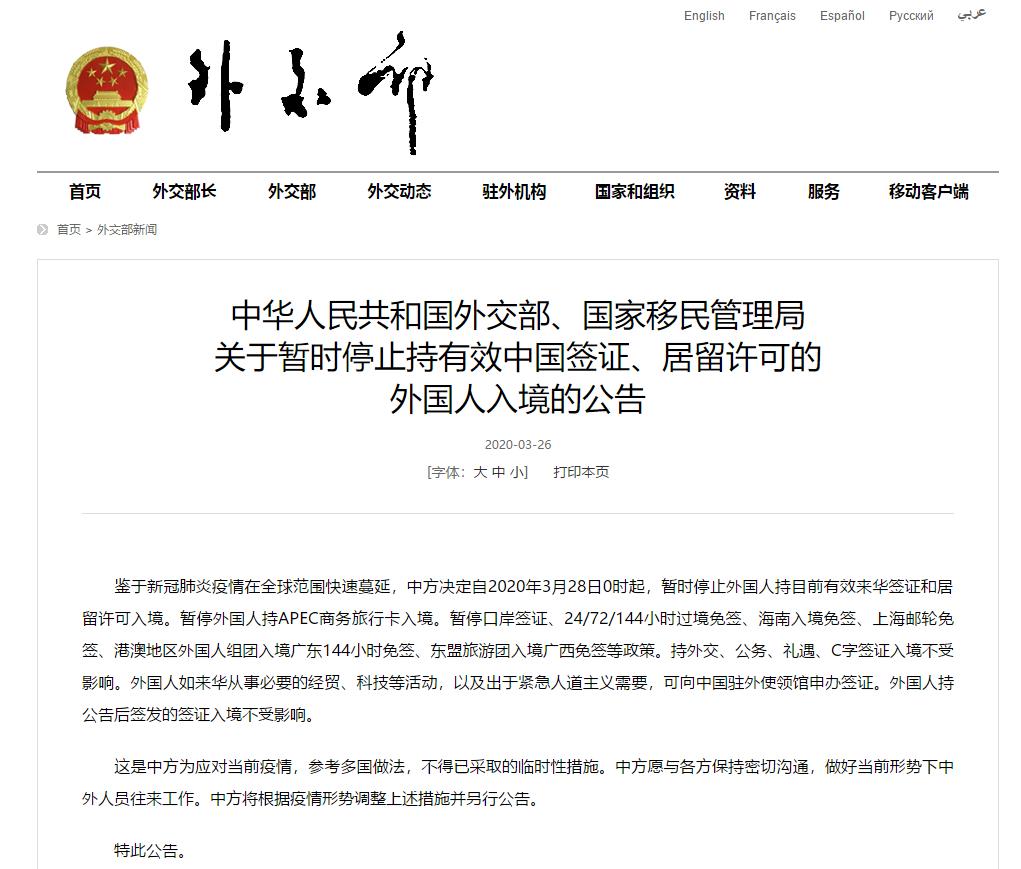 English Français Español Русский عربي
外交部
首页 外交部长 外交部 外交动态 驻外机构 国家和组织 资料 服务 移动客户端
首页 > 外交部新闻
中华人民共和国外交部、国家移民管理局
关于暂时停止持有效中国签证、居留许可的
外国人入境的公告
2020-03-26
[字体：大 中 小] 打印本页
鉴于新冠肺炎疫情在全球范围快速蔓延，中方决定自2020年3月28日0时起，暂时停止外国人持目前有效来华签证和居
留许可入境。暂停外国人持APEC商务旅行卡入境。暂停口岸签证、24/72/144小时过境免签、海南入境免签、上海邮轮免
签、港澳地区外国人组团入境广东144小时免签、东盟旅游团入境广西免签等政策。持外交、公务、礼遇、C字签证入境不受
影响。外国人如来华从事必要的经贸、科技等活动，以及出于紧急人道主义需要，可向中国驻外使领馆申办签证。外国人持
公告后签发的签证入境不受影响。
这是中方为应对当前疫情，参考多国做法，不得已采取的临时性措施。中方愿与各方保持密切沟通，做好当前形势下中
外人员往来工作。中方将根据疫情形势调整上述措施并另行公告。
特此公告。